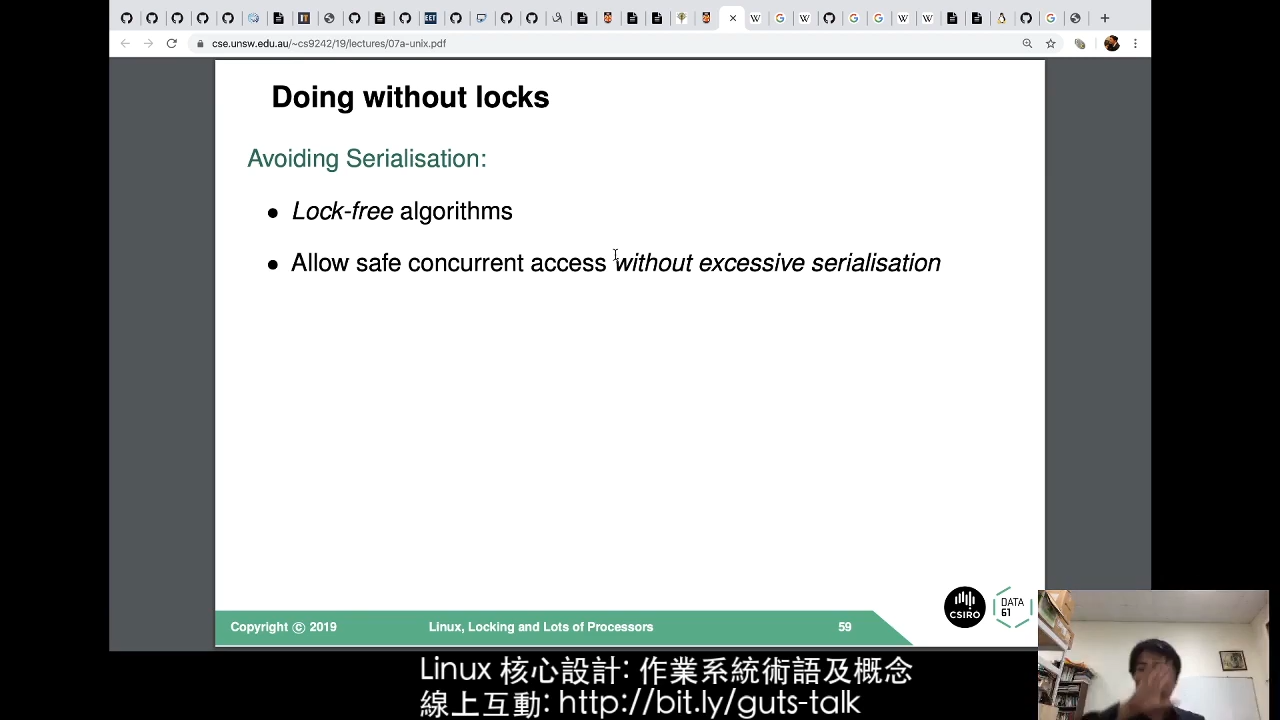 cse.unsw.edu.au/~cs9242/19/lectures/07a-unix.pdf
Doing without locks
Avoiding Serialisation:
● Lock-free algorithms
● Allow safe concurrent access without excessive serialisation
CSIRO
DATA
61
Copyright © 2019 Linux, Locking and Lots of Processors 59
Linux 核心設計: 作業系統術語及概念
線上互動: http://bit.ly/guts-talk